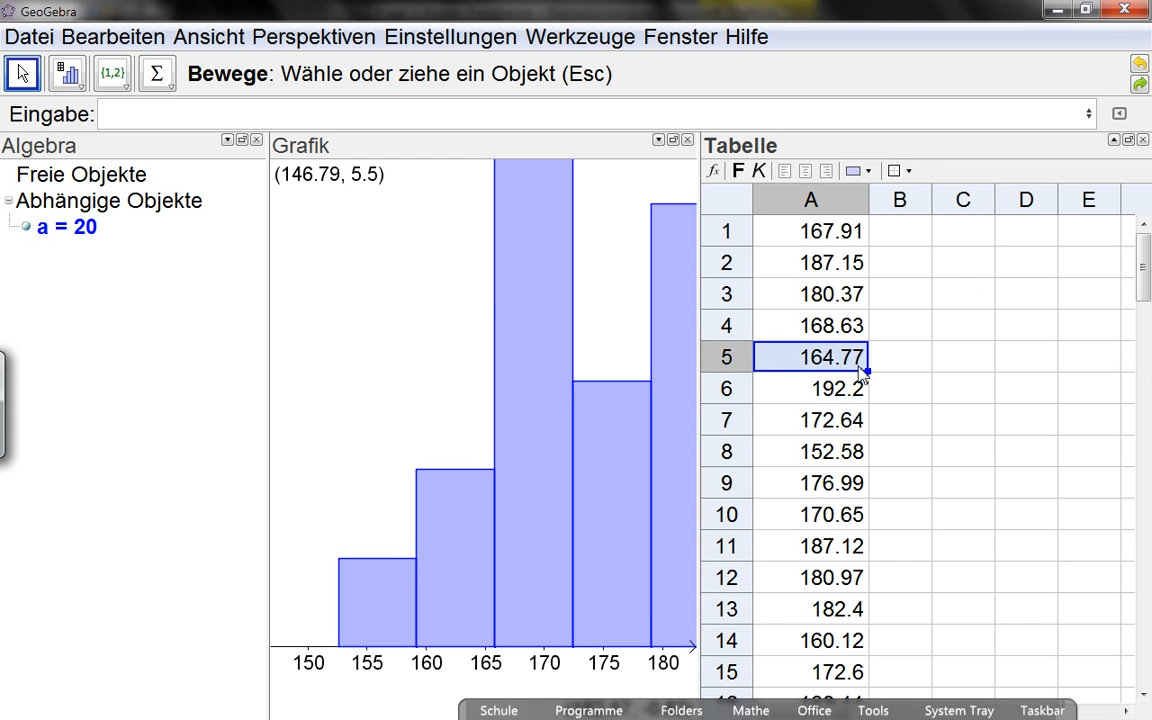 GeoGebra
Datei Bearbeiten Ansicht Perspektiven Einstellungen Werkzeuge Fenster Hilfe
{1,2} Σ Bewege: Wähle oder ziehe ein Objekt (Esc)
Eingabe:
Algebra
Freie Objekte
Abhängige Objekte
a = 20
Grafik
(146.79, 5.5)
150 155 160 165 170 175 180
Tabelle
fx F K
A B C D E
1 167.91
2 187.15
3 180.37
4 168.63
5 164.77
6 192.2
7 172.64
8 152.58
9 176.99
10 170.65
11 187.12
12 180.97
13 182.4
14 160.12
15 172.6
Schule Programme Folders Mathe Office Tools System Tray Taskbar